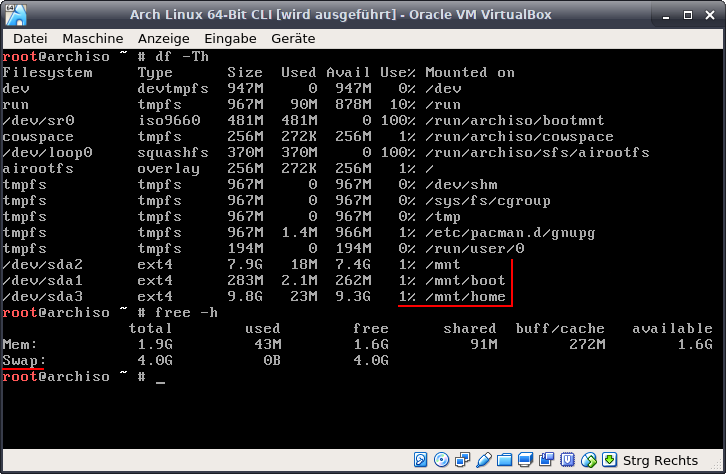 Arch Linux 64-Bit CLI [wird ausgeführt] - Oracle VM VirtualBox
Datei Maschine Anzeige Eingabe Geräte
root@archiso ~ # df -Th
Filesystem Type Size Used Avail Use% Mounted on
dev devtmpfs 947M 0 947M 0% /dev
run tmpfs 967M 90M 878M 10% /run
/dev/sr0 iso9660 481M 481M 0 100% /run/archiso/bootmnt
cowspace tmpfs 256M 272K 256M 1% /run/archiso/cowspace
/dev/loop0 squashfs 370M 370M 0 100% /run/archiso/sfs/airootfs
airootfs overlay 256M 272K 256M 1% /
tmpfs tmpfs 967M 0 967M 0% /dev/shm
tmpfs tmpfs 967M 0 967M 0% /sys/fs/cgroup
tmpfs tmpfs 967M 0 967M 0% /tmp
tmpfs tmpfs 967M 1.4M 966M 1% /etc/pacman.d/gnupg
tmpfs tmpfs 194M 0 194M 0% /run/user/0
/dev/sda2 ext4 7.9G 18M 7.4G 1% /mnt
/dev/sda1 ext4 283M 2.1M 262M 1% /mnt/boot
/dev/sda3 ext4 9.8G 23M 9.3G 1% /mnt/home
root@archiso ~ # free -h
total used free shared buff/cache available
Mem: 1.9G 43M 1.6G 91M 272M 1.6G
Swap: 4.0G 0B 4.0G
root@archiso ~ # _
Strg Rechts